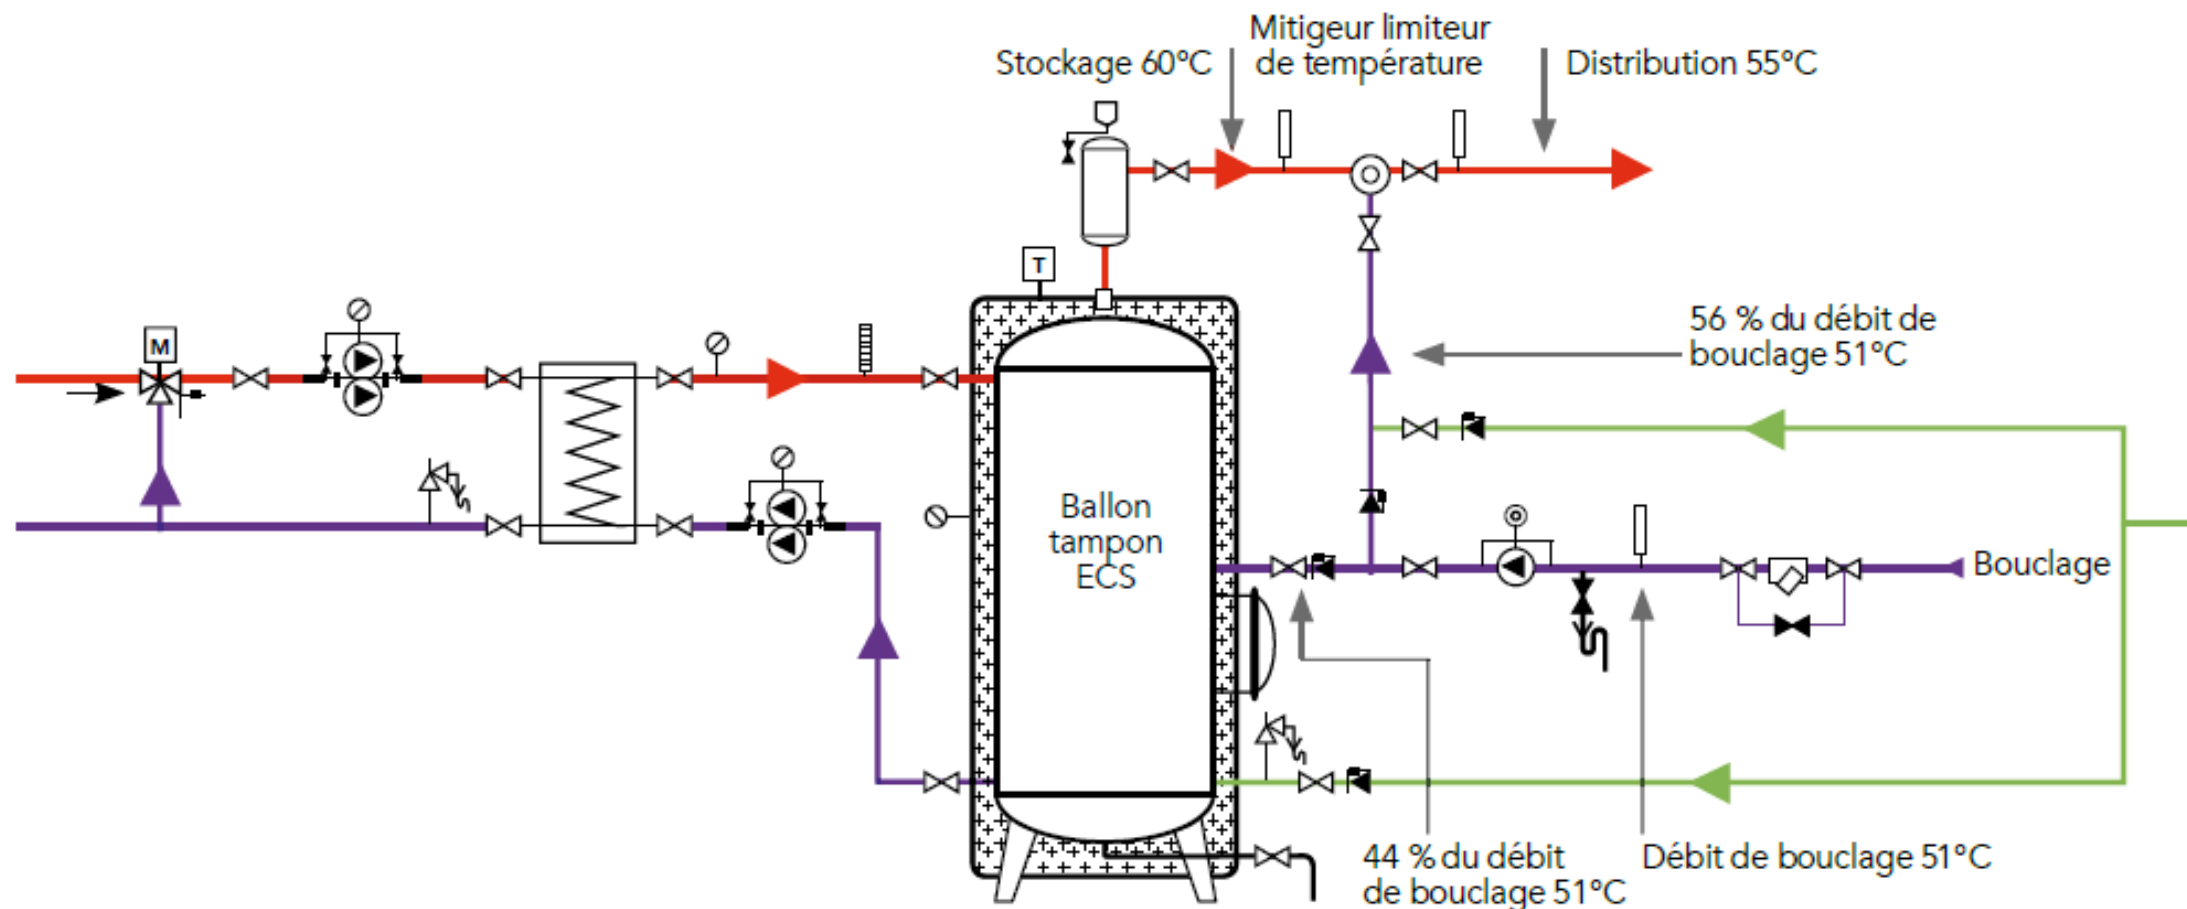 Mitigeur limiteur
de température
Stockage 60°C
Distribution 55°C
T
M
56 % du débit de
bouclage 51°C
Ballon
tampon
ECS
Bouclage
44 % du débit
de bouclage 51°C
Débit de bouclage 51°C